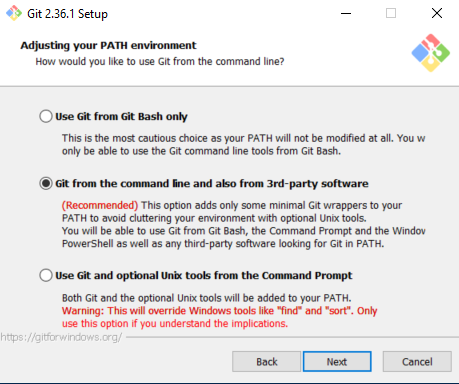 Git 2.36.1 Setup
Adjusting your PATH environment
How would you like to use Git from the command line?
Use Git from Git Bash only
This is the most cautious choice as your PATH will not be modified at all. You w
only be able to use the Git command line tools from Git Bash.
Git from the command line and also from 3rd-party software
(Recommended) This option adds only some minimal Git wrappers to your
PATH to avoid cluttering your environment with optional Unix tools.
You will be able to use Git from Git Bash, the Command Prompt and the Window
PowerShell as well as any third-party software looking for Git in PATH.
Use Git and optional Unix tools from the Command Prompt
Both Git and the optional Unix tools will be added to your PATH.
Warning: This will override Windows tools like "find" and "sort". Only
use this option if you understand the implications.
https://gitforwindows.org/
Back Next Cancel